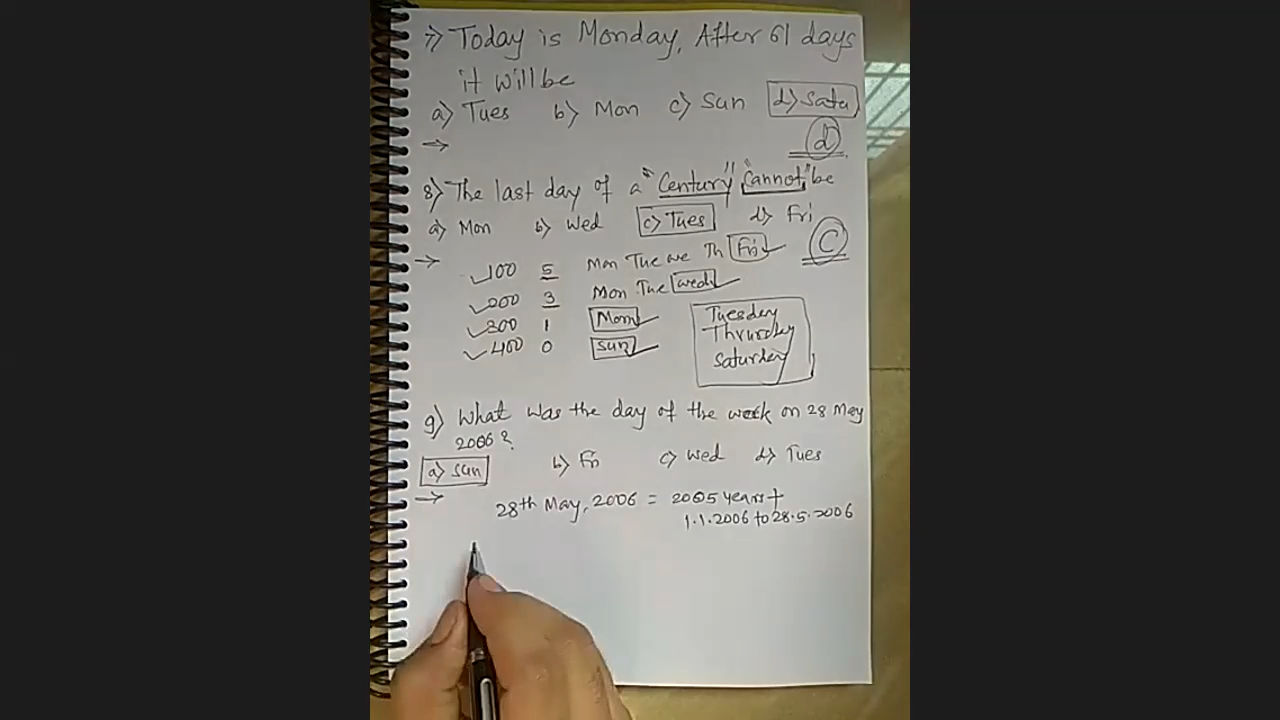 7) Today is Monday, After 61 days
it will be
a) Tues b) Mon c) Sun d) Satu
→ d
8) The last day of a "Century" "cannot" be
a) Mon b) Wed c) Tues d) Fri
→ C
100 5 Mon Tue we Th Fri
200 3 Mon Tue wed
300 1 Mon
400 0 sun
Tuesday
Thrursday
Saturday
9) What was the day of the week on 28 May
2006?
a) sun b) Fri c) wed d) Tues
→ 28th May, 2006 = 2005 years +
1.1.2006 to 28.5.2006